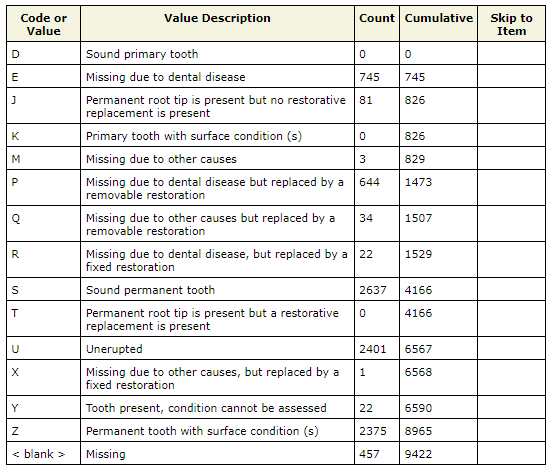 Code or Value Value Description Count Cumulative Skip to Item
D Sound primary tooth 0 0
E Missing due to dental disease 745 745
J Permanent root tip is present but no restorative replacement is present 81 826
K Primary tooth with surface condition (s) 0 826
M Missing due to other causes 3 829
P Missing due to dental disease but replaced by a removable restoration 644 1473
Q Missing due to other causes but replaced by a removable restoration 34 1507
R Missing due to dental disease, but replaced by a fixed restoration 22 1529
S Sound permanent tooth 2637 4166
T Permanent root tip is present but a restorative replacement is present 0 4166
U Unerupted 2401 6567
X Missing due to other causes, but replaced by a fixed restoration 1 6568
Y Tooth present, condition cannot be assessed 22 6590
Z Permanent tooth with surface condition (s) 2375 8965
< blank > Missing 457 9422